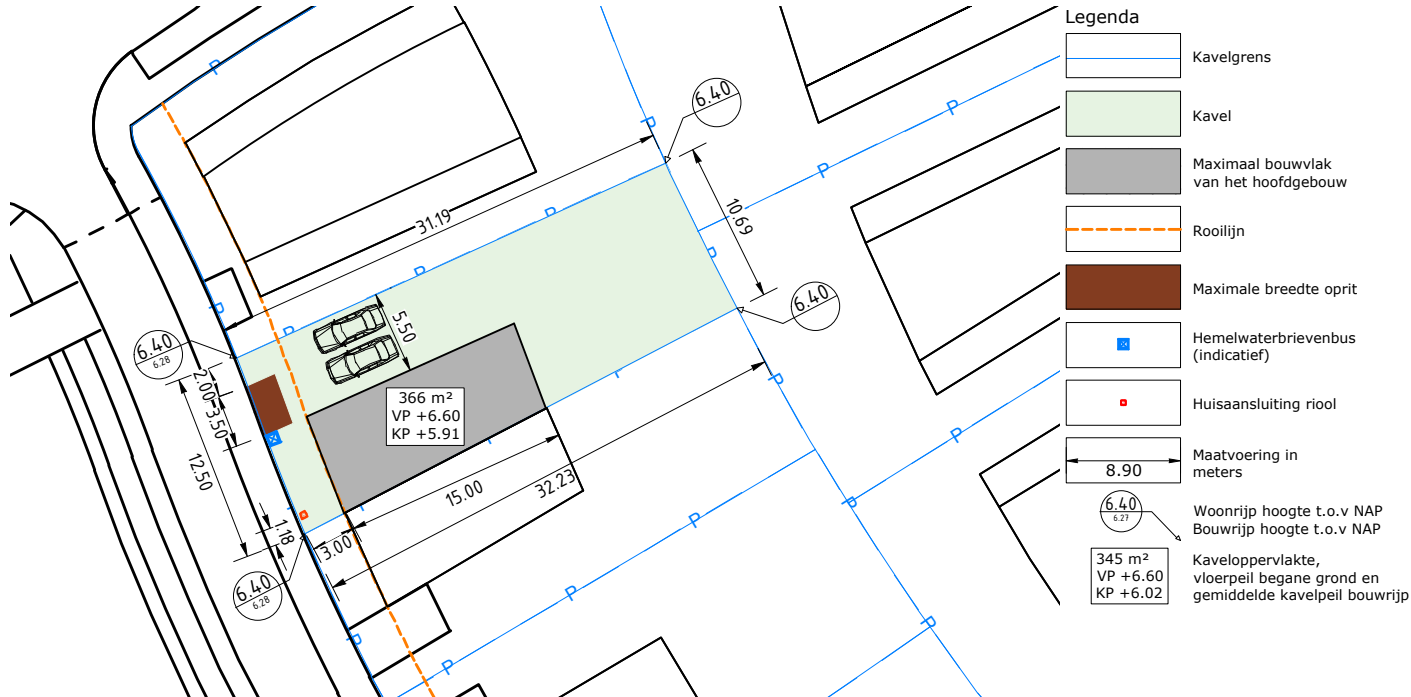 Legenda
Kavelgrens
Kavel
Maximaal bouwvlak
van het hoofdgebouw
Rooilijn
Maximale breedte oprit
Hemelwaterbrievenbus
(indicatief)
Huisaansluiting riool
8.90
Maatvoering in
meters
6.40
6.27
Woonrijp hoogte t.o.v NAP
Bouwrijp hoogte t.o.v NAP
345 m²
VP +6.60
KP +6.02
Kaveloppervlakte,
vloerpeil begane grond en
gemiddelde kavelpeil bouwrijp
P
P
6.40
P
P
P
10.69
31.19
P
P
P
P
P
6.40
5.50
6.40
6.28
2.00
3.50
12.50
366 m²
VP +6.60
KP +5.91
P
P
15.00
32.23
1.18
3.00
6.40
6.28
P
P
P
P
P
P
P